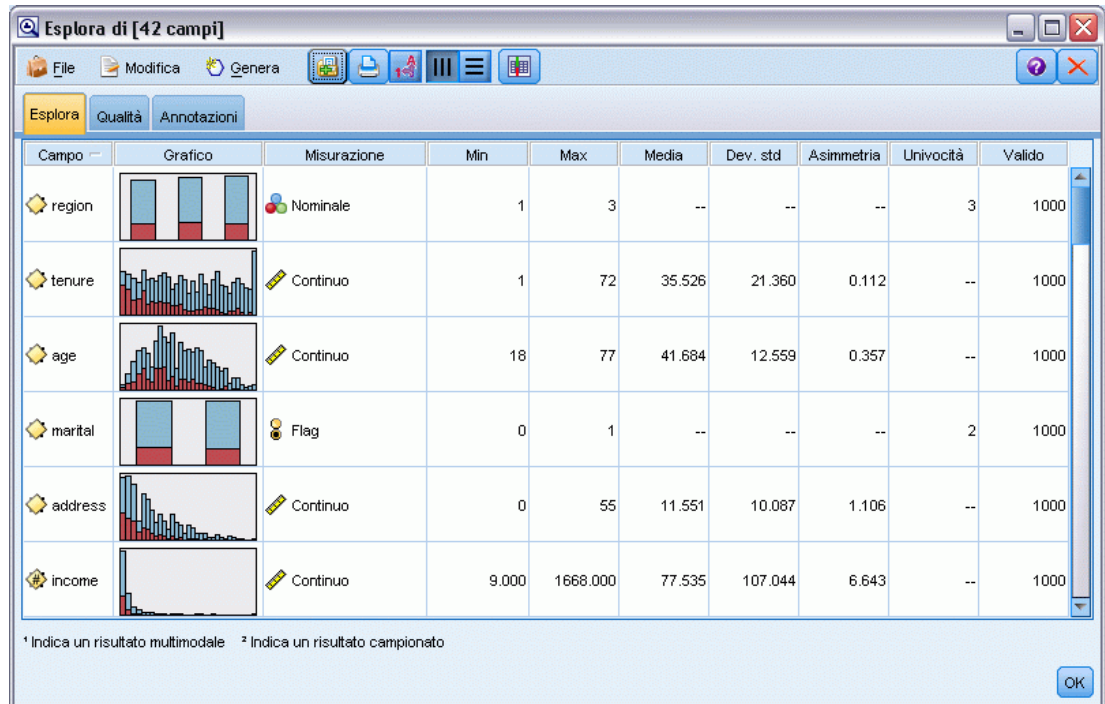 Esplora di [42 campi]
File Modifica Genera
Esplora Qualità Annotazioni
Campo Grafico Misurazione Min Max Media Dev. std Asimmetria Univocità Valido
region Nominale 1 3 -- -- -- 3 1000
tenure Continuo 1 72 35.526 21.360 0.112 -- 1000
age Continuo 18 77 41.684 12.559 0.357 -- 1000
marital Flag 0 1 -- -- -- 2 1000
address Continuo 0 55 11.551 10.087 1.106 -- 1000
income Continuo 9.000 1668.000 77.535 107.044 6.643 -- 1000
¹ Indica un risultato multimodale ² Indica un risultato campionato
OK